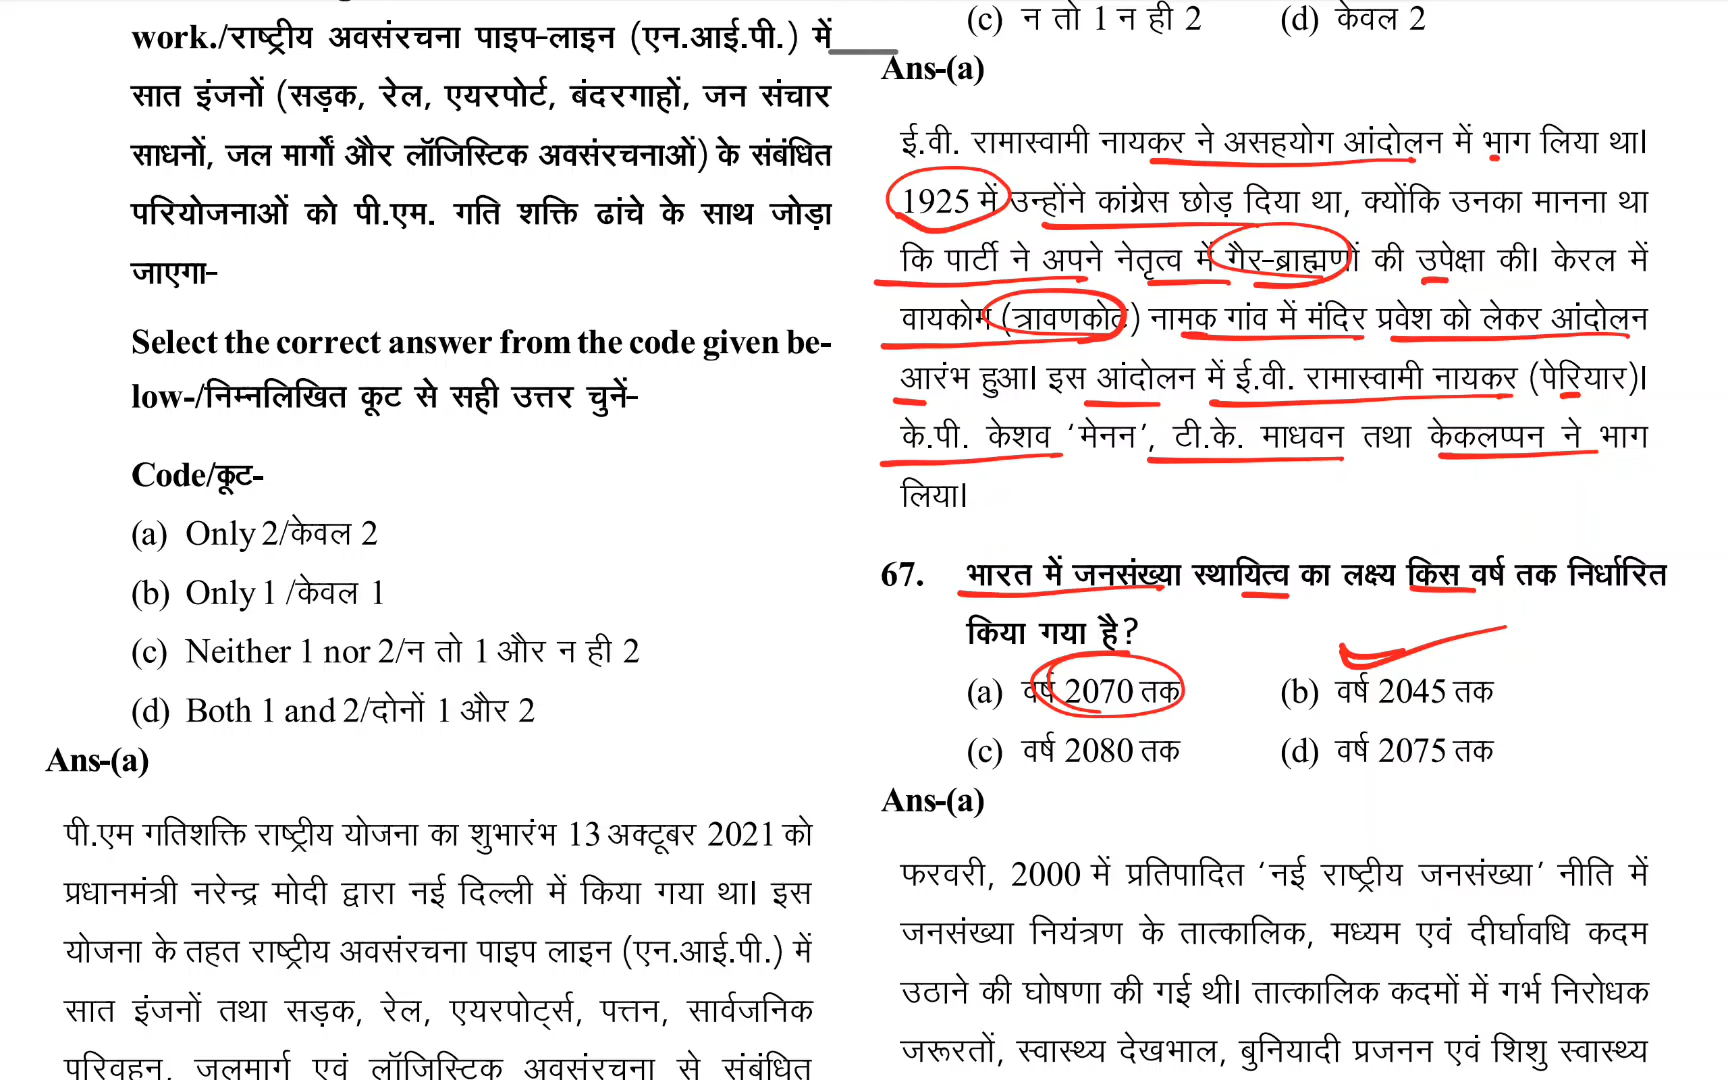 work./राष्ट्रीय अवसंरचना पाइप-लाइन (एन.आई.पी.) में
सात इंजनों (सड़क, रेल, एयरपोर्ट, बंदरगाहों, जन संचार
साधनों, जल मार्गों और लॉजिस्टिक अवसंरचनाओं) के संबंधित
परियोजनाओं को पी.एम. गति शक्ति ढांचे के साथ जोड़ा
जाएगा-
Select the correct answer from the code given be-
low-/निम्नलिखित कूट से सही उत्तर चुनें-
Code/कूट-
(a) Only 2/केवल 2
(b) Only 1 /केवल 1
(c) Neither 1 nor 2/न तो 1 और न ही 2
(d) Both 1 and 2/दोनों 1 और 2
Ans-(a)
पी.एम गतिशक्ति राष्ट्रीय योजना का शुभारंभ 13 अक्टूबर 2021 को
प्रधानमंत्री नरेन्द्र मोदी द्वारा नई दिल्ली में किया गया था। इस
योजना के तहत राष्ट्रीय अवसंरचना पाइप लाइन (एन.आई.पी.) में
सात इंजनों तथा सड़क, रेल, एयरपोर्ट्स, पत्तन, सार्वजनिक
परिवहन, जलमार्ग एवं लॉजिस्टिक अवसंरचना से संबंधित
(c) न तो 1 न ही 2 (d) केवल 2
Ans-(a)
ई.वी. रामास्वामी नायकर ने असहयोग आंदोलन में भाग लिया था।
1925 में उन्होंने कांग्रेस छोड़ दिया था, क्योंकि उनका मानना था
कि पार्टी ने अपने नेतृत्व में गैर-ब्राह्मणों की उपेक्षा की। केरल में
वायकोम (त्रावणकोट) नामक गांव में मंदिर प्रवेश को लेकर आंदोलन
आरंभ हुआ। इस आंदोलन में ई.वी. रामास्वामी नायकर (पेरियार)।
के.पी. केशव ‘मेनन’, टी.के. माधवन तथा केकलप्पन ने भाग
लिया।
67. भारत में जनसंख्या स्थायित्व का लक्ष्य किस वर्ष तक निर्धारित
किया गया है?
(a) वर्ष 2070 तक (b) वर्ष 2045 तक
(c) वर्ष 2080 तक (d) वर्ष 2075 तक
Ans-(a)
फरवरी, 2000 में प्रतिपादित ‘नई राष्ट्रीय जनसंख्या’ नीति में
जनसंख्या नियंत्रण के तात्कालिक, मध्यम एवं दीर्घावधि कदम
उठाने की घोषणा की गई थी। तात्कालिक कदमों में गर्भ निरोधक
जरूरतों, स्वास्थ्य देखभाल, बुनियादी प्रजनन एवं शिशु स्वास्थ्य